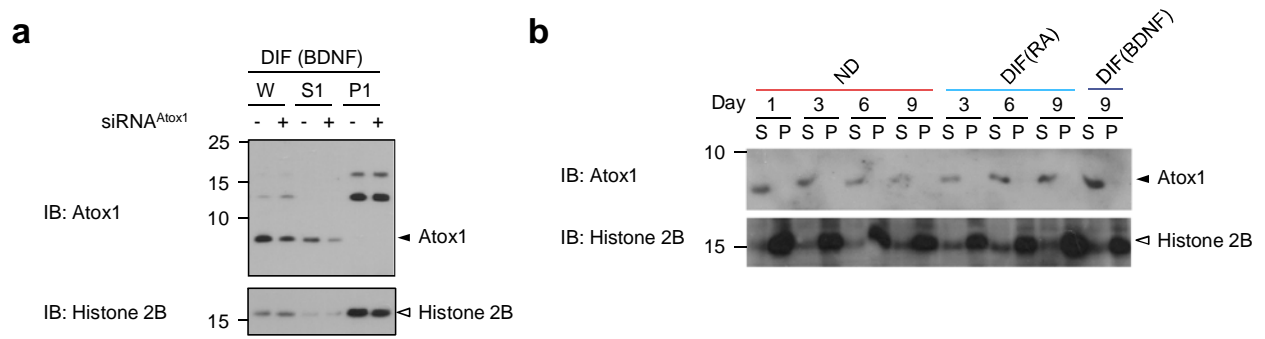 a
DIF (BDNF)
W S1 P1
siRNA^Atox1 - + - + - +
25
15
10
IB: Atox1
Atox1
IB: Histone 2B
Histone 2B
15
b
ND DIF(RA) DIF(BDNF)
Day 1 3 6 9 3 6 9 9
S P S P S P S P S P S P S P S P
10
IB: Atox1
Atox1
IB: Histone 2B
Histone 2B
15